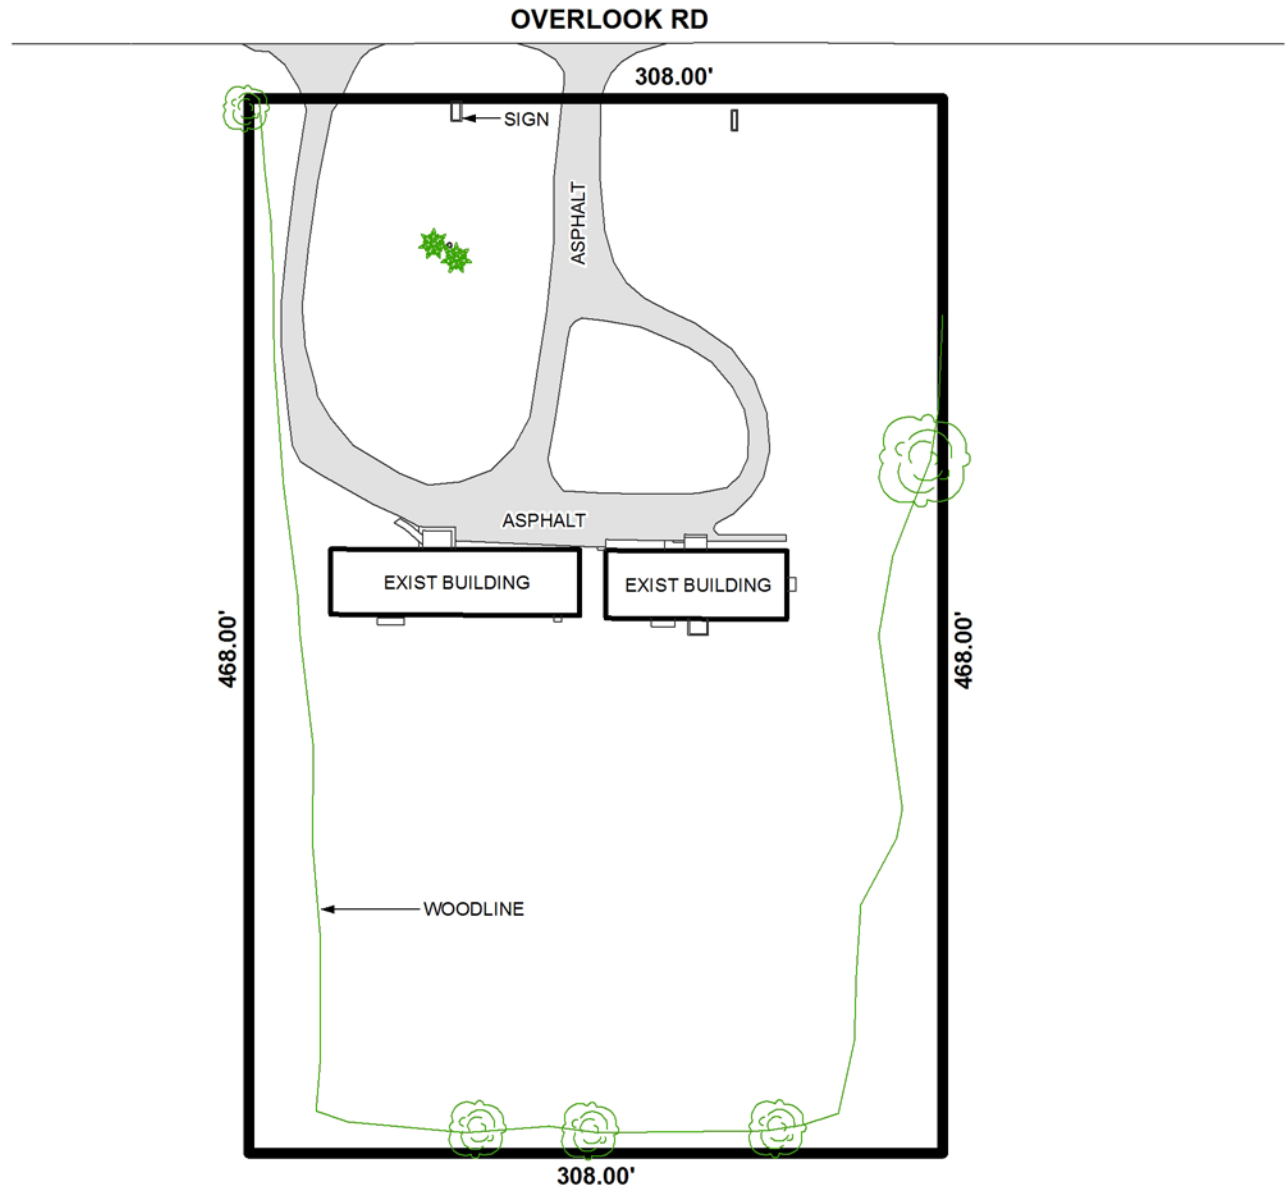 OVERLOOK RD
308.00'
SIGN
ASPHALT
ASPHALT
EXIST BUILDING
EXIST BUILDING
468.00'
468.00'
WOODLINE
308.00'